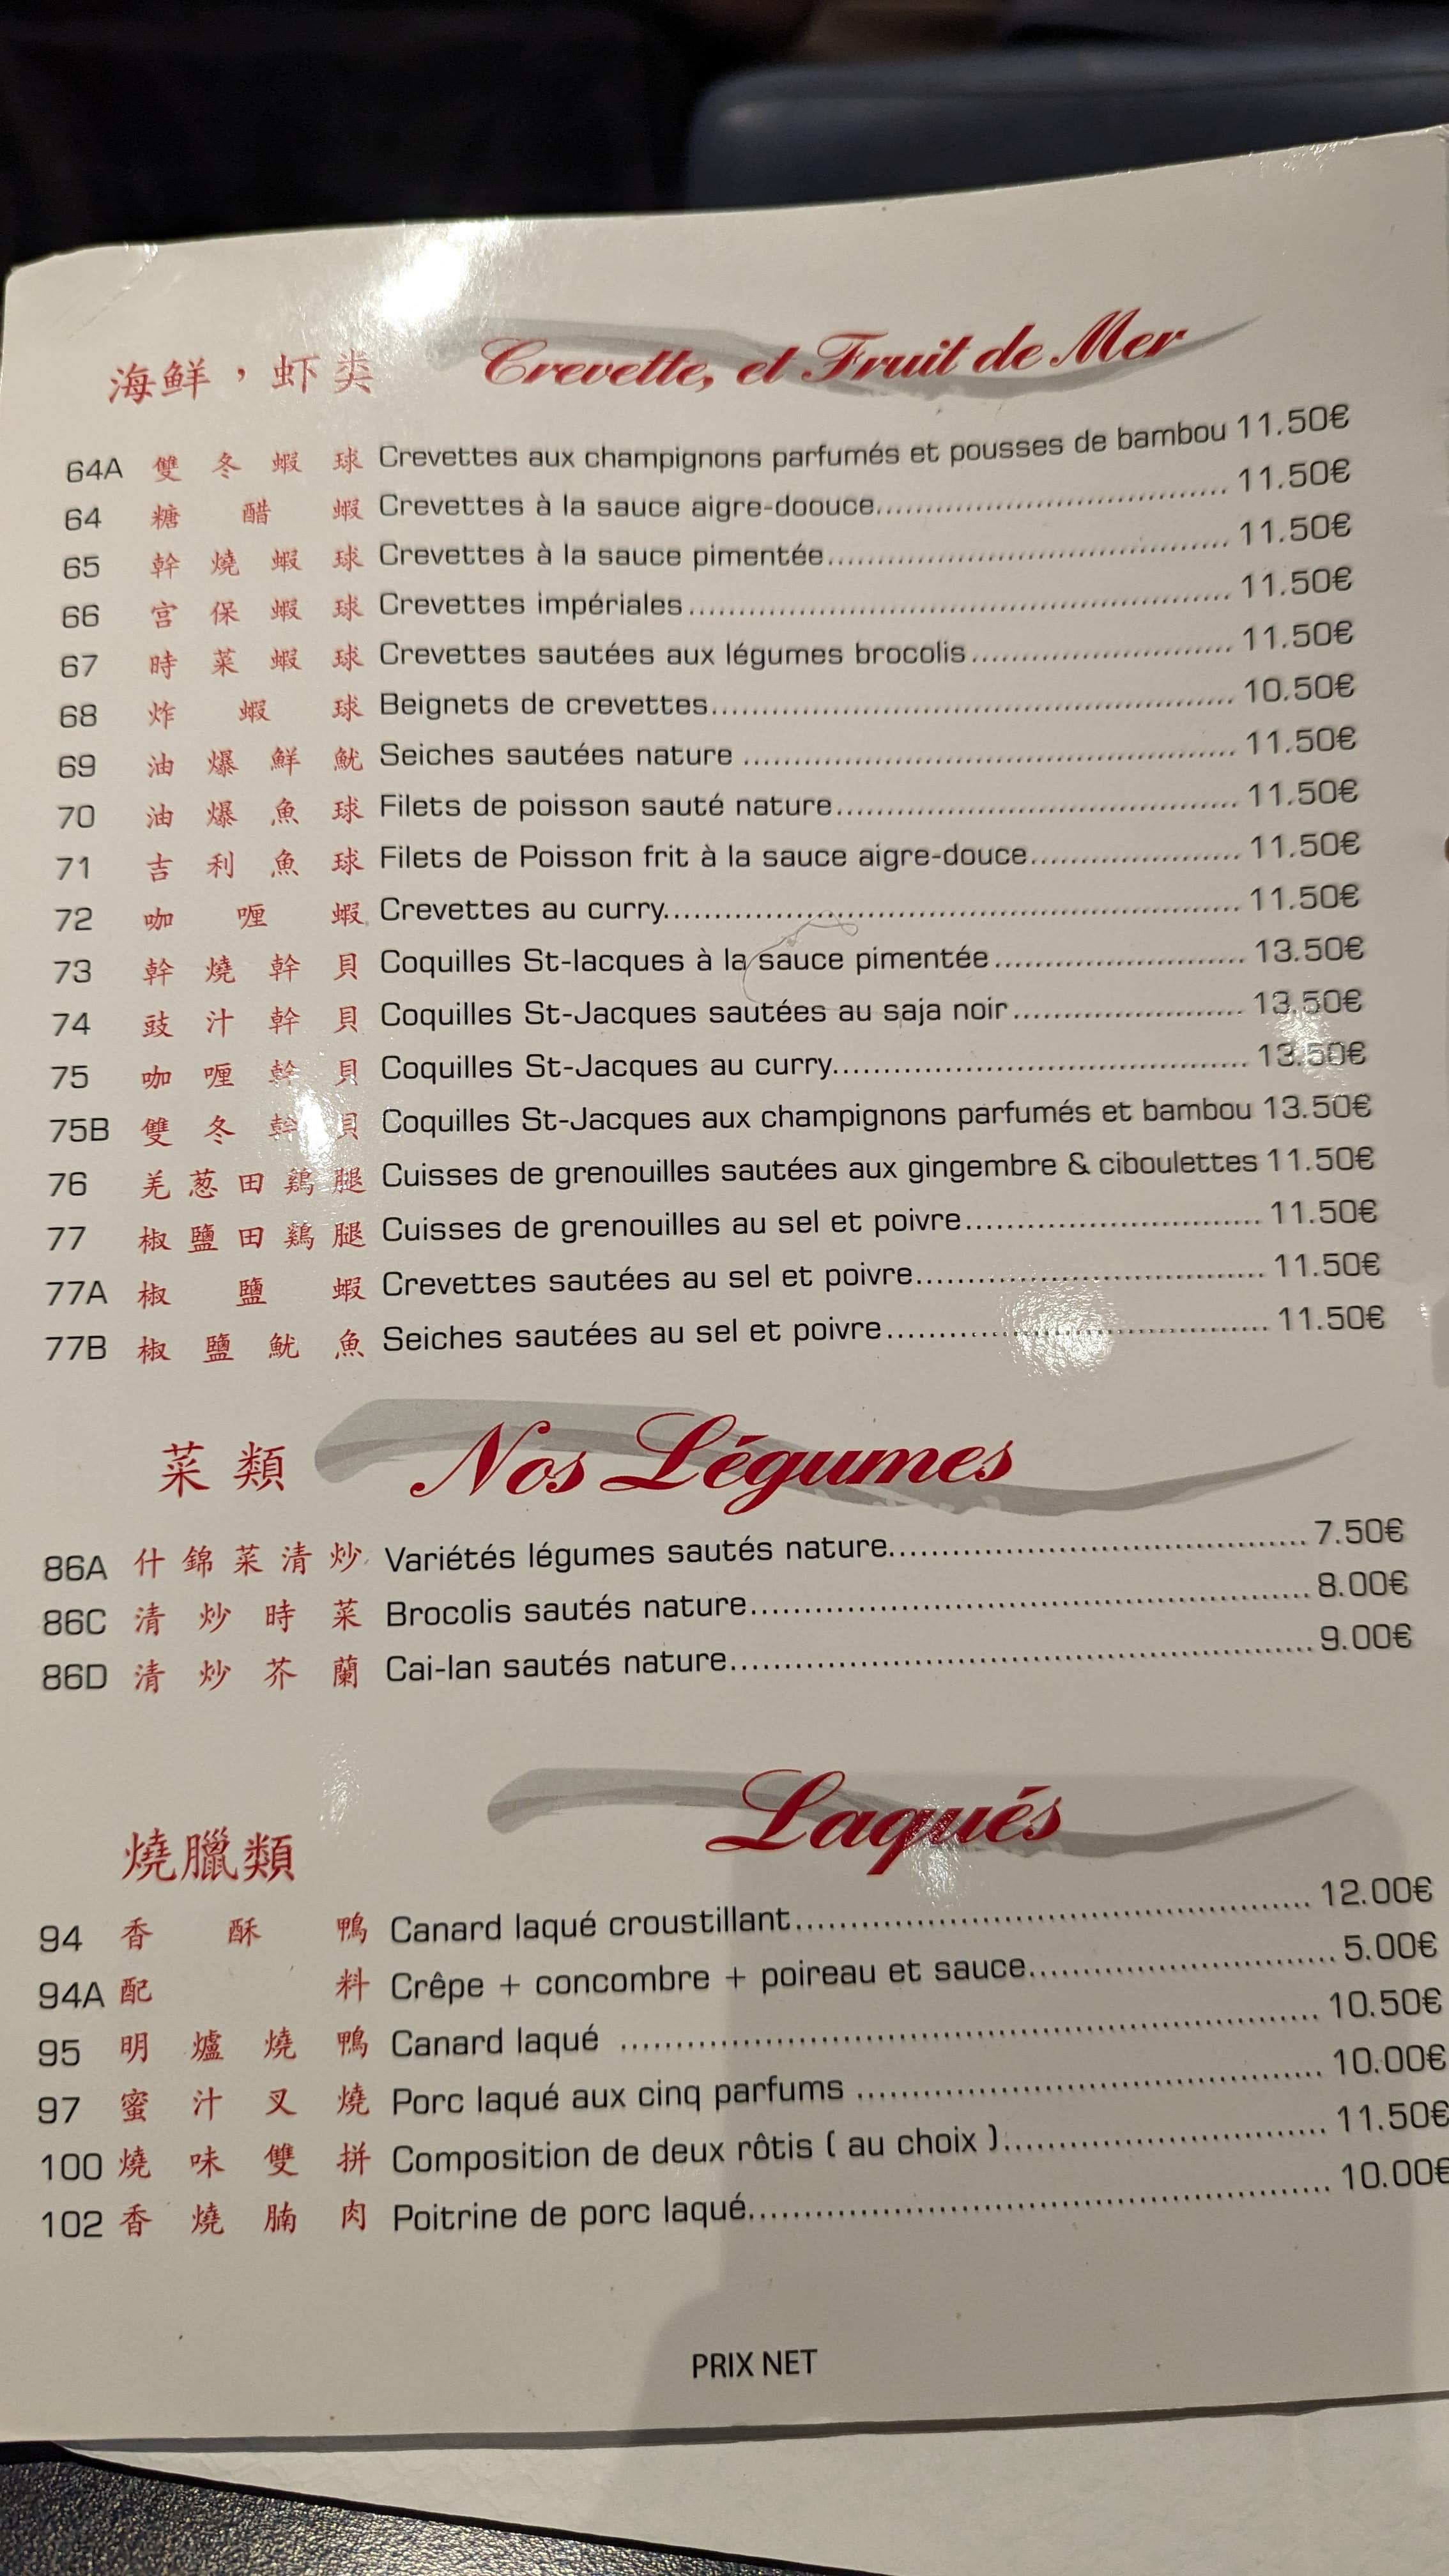 海鲜，虾类 Crevette, et Fruit de Mer
64A 雙冬蝦球 Crevettes aux champignons parfumés et pousses de bambou 11.50€
64 糖醋蝦 Crevettes à la sauce aigre-doouce 11.50€
65 幹燒蝦球 Crevettes à la sauce pimentée 11.50€
66 宫保蝦球 Crevettes impériales 11.50€
67 時菜蝦球 Crevettes sautées aux légumes brocolis 11.50€
68 炸蝦球 Beignets de crevettes 10.50€
69 油爆鮮魷 Seiches sautées nature 11.50€
70 油爆魚球 Filets de poisson sauté nature 11.50€
71 吉利魚球 Filets de Poisson frit à la sauce aigre-douce 11.50€
72 咖喱蝦 Crevettes au curry 11.50€
73 幹燒幹貝 Coquilles St-Iacques à la sauce pimentée 13.50€
74 豉汁幹貝 Coquilles St-Jacques sautées au saja noir 13.50€
75 咖喱幹貝 Coquilles St-Jacques au curry 13.50€
75B 雙冬幹貝 Coquilles St-Jacques aux champignons parfumés et bambou 13.50€
76 羌葱田鷄腿 Cuisses de grenouilles sautées aux gingembre & ciboulettes 11.50€
77 椒鹽田鷄腿 Cuisses de grenouilles au sel et poivre 11.50€
77A 椒鹽蝦 Crevettes sautées au sel et poivre 11.50€
77B 椒鹽魷魚 Seiches sautées au sel et poivre 11.50€
菜類 Nos Légumes
86A 什錦菜清炒 Variétés légumes sautés nature 7.50€
86C 清炒時菜 Brocolis sautés nature 8.00€
86D 清炒芥蘭 Cai-lan sautés nature 9.00€
燒臘類 Laqués
94 香酥鴨 Canard laqué croustillant 12.00€
94A 配料 Crêpe + concombre + poireau et sauce 5.00€
95 明爐燒鴨 Canard laqué 10.50€
97 蜜汁叉燒 Porc laqué aux cinq parfums 10.00€
100 燒味雙拼 Composition de deux rôtis ( au choix ) 11.50€
102 香燒腩肉 Poitrine de porc laqué 10.00€
PRIX NET